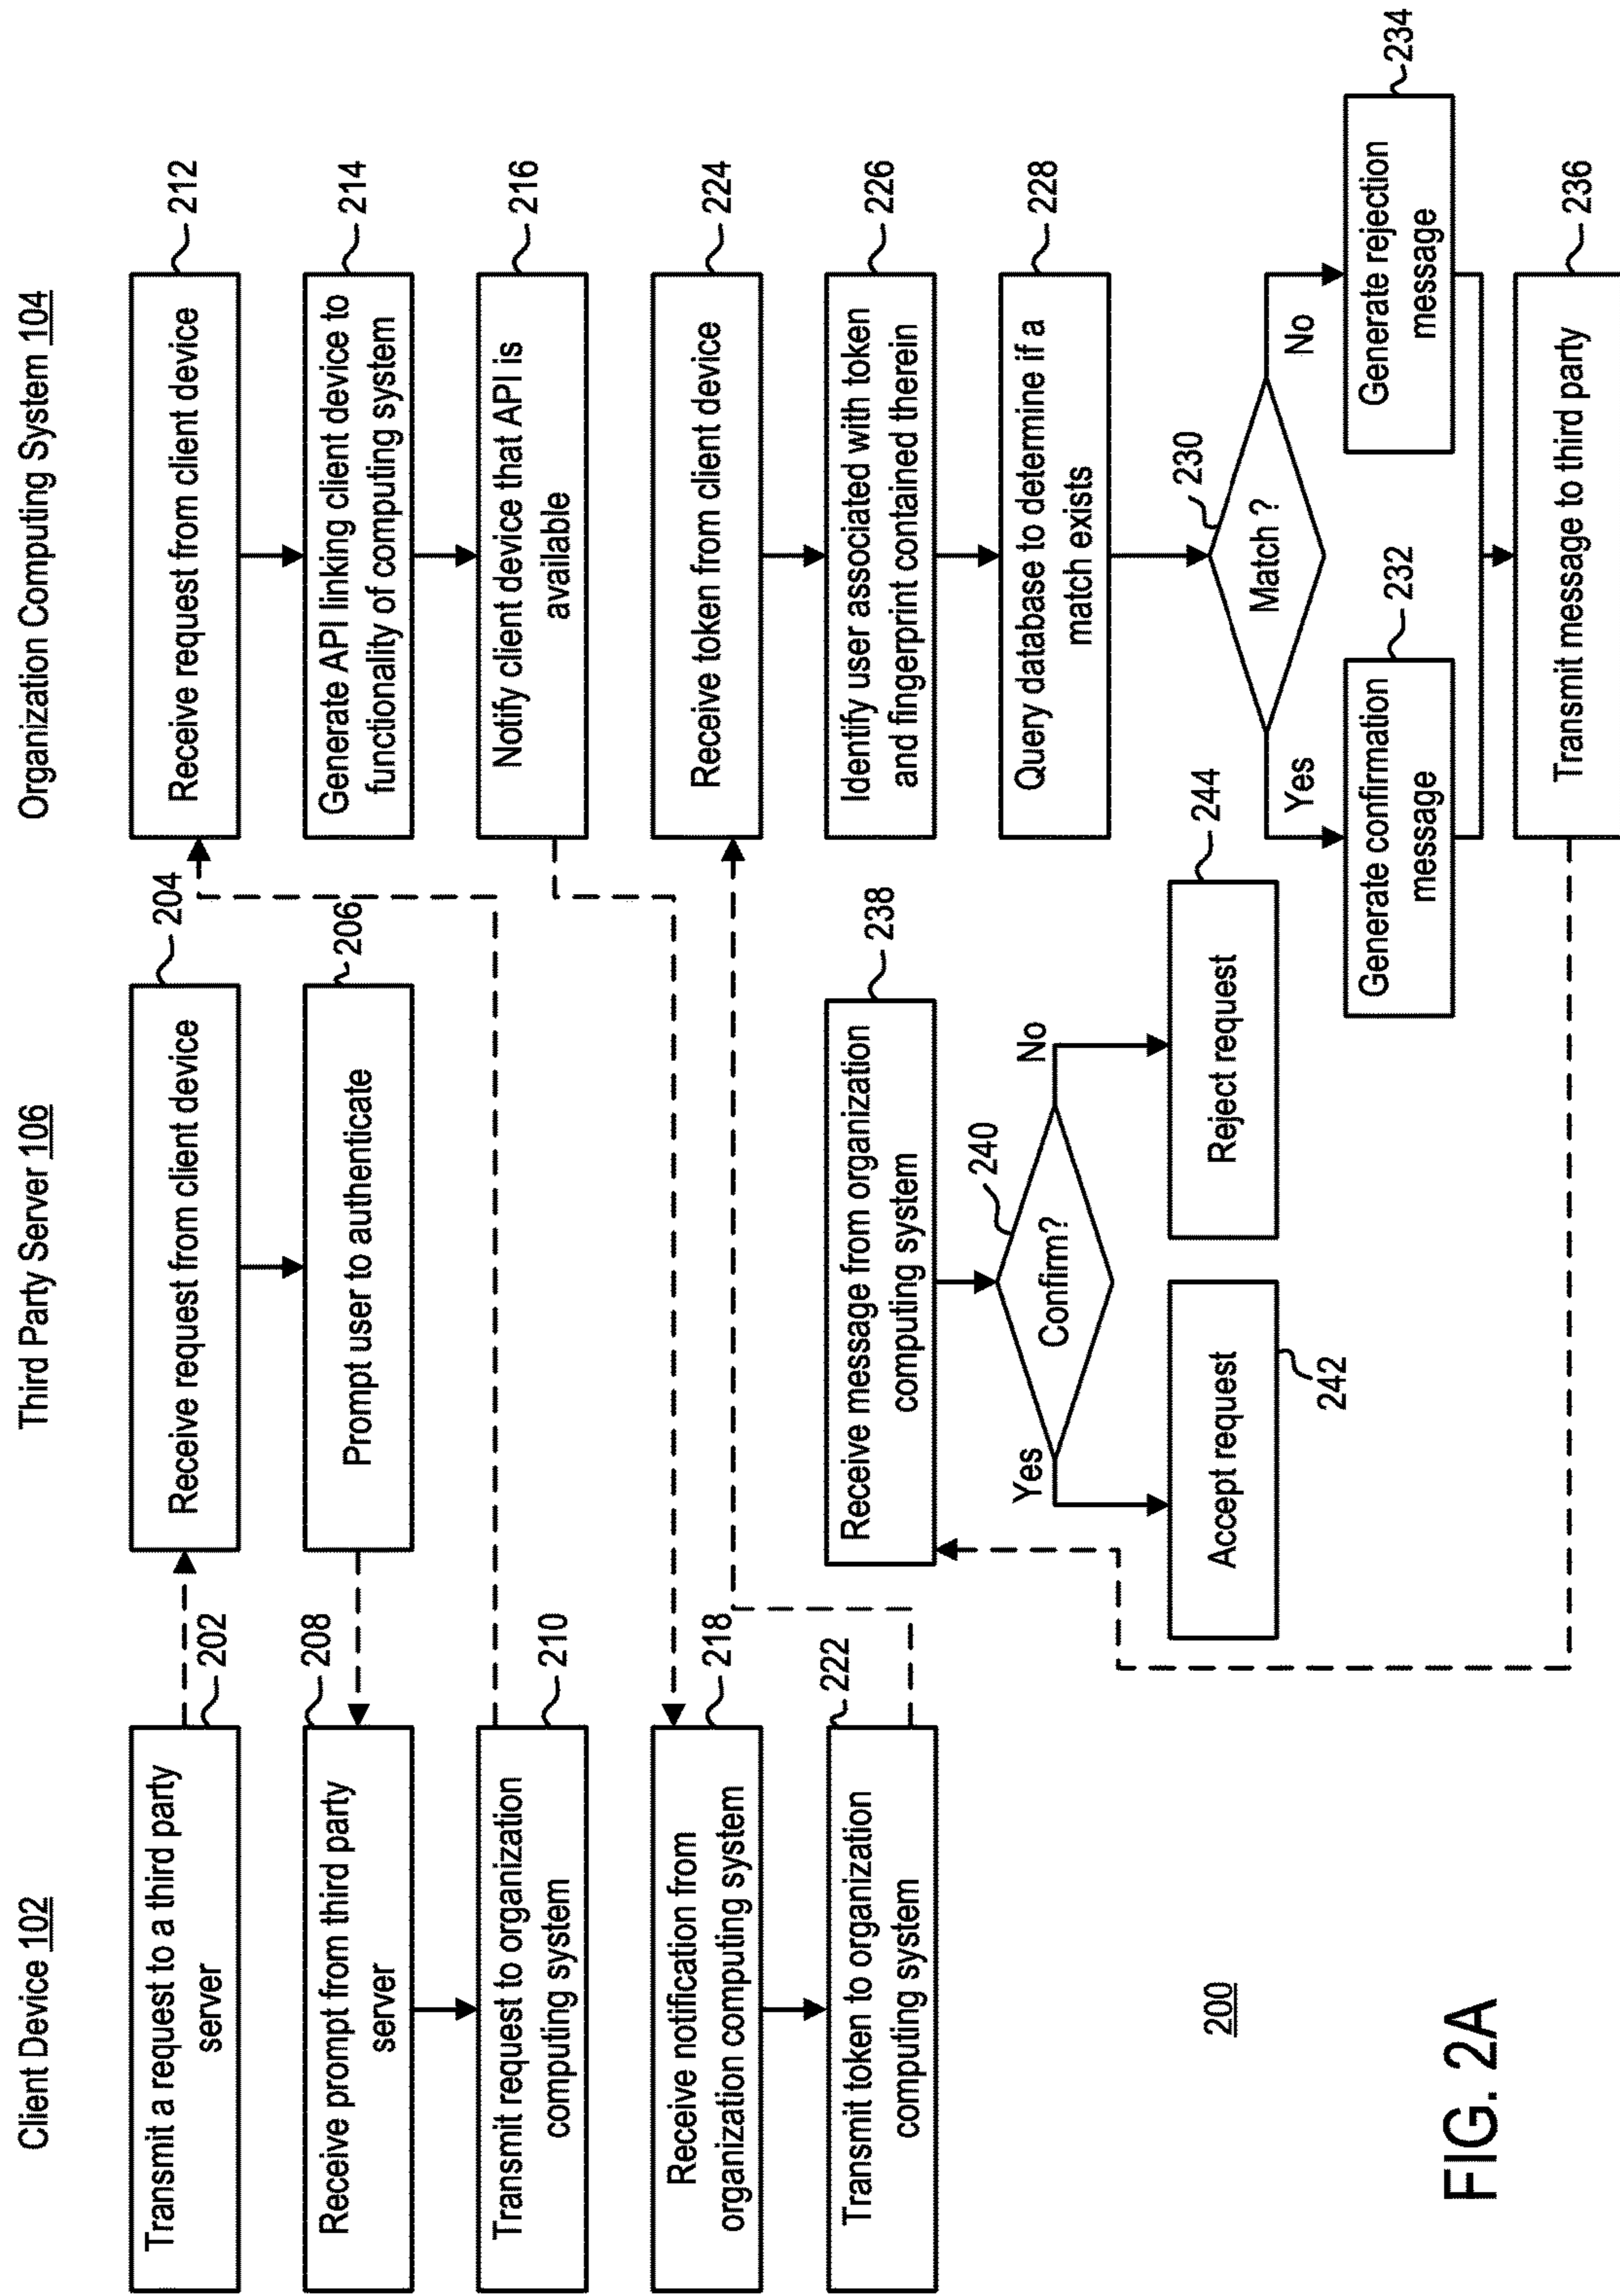 Client Device 102
Third Party Server 106
Organization Computing System 104
Transmit a request to a third party
server
202
Receive request from client device
204
Prompt user to authenticate
206
Receive prompt from third party
server
208
Transmit request to organization
computing system
210
Receive request from client device
212
Generate API linking client device to
functionality of computing system
214
Notify client device that API is
available
216
Receive notification from
organization computing system
218
Transmit token to organization
computing system
222
Receive token from client device
224
Identify user associated with token
and fingerprint contained therein
226
Query database to determine if a
match exists
228
Match ?
230
Yes
No
Generate confirmation
message
232
Generate rejection
message
234
Transmit message to third party
236
Receive message from organization
computing system
238
Confirm?
240
Yes
No
Accept request
242
Reject request
244
200
FIG. 2A